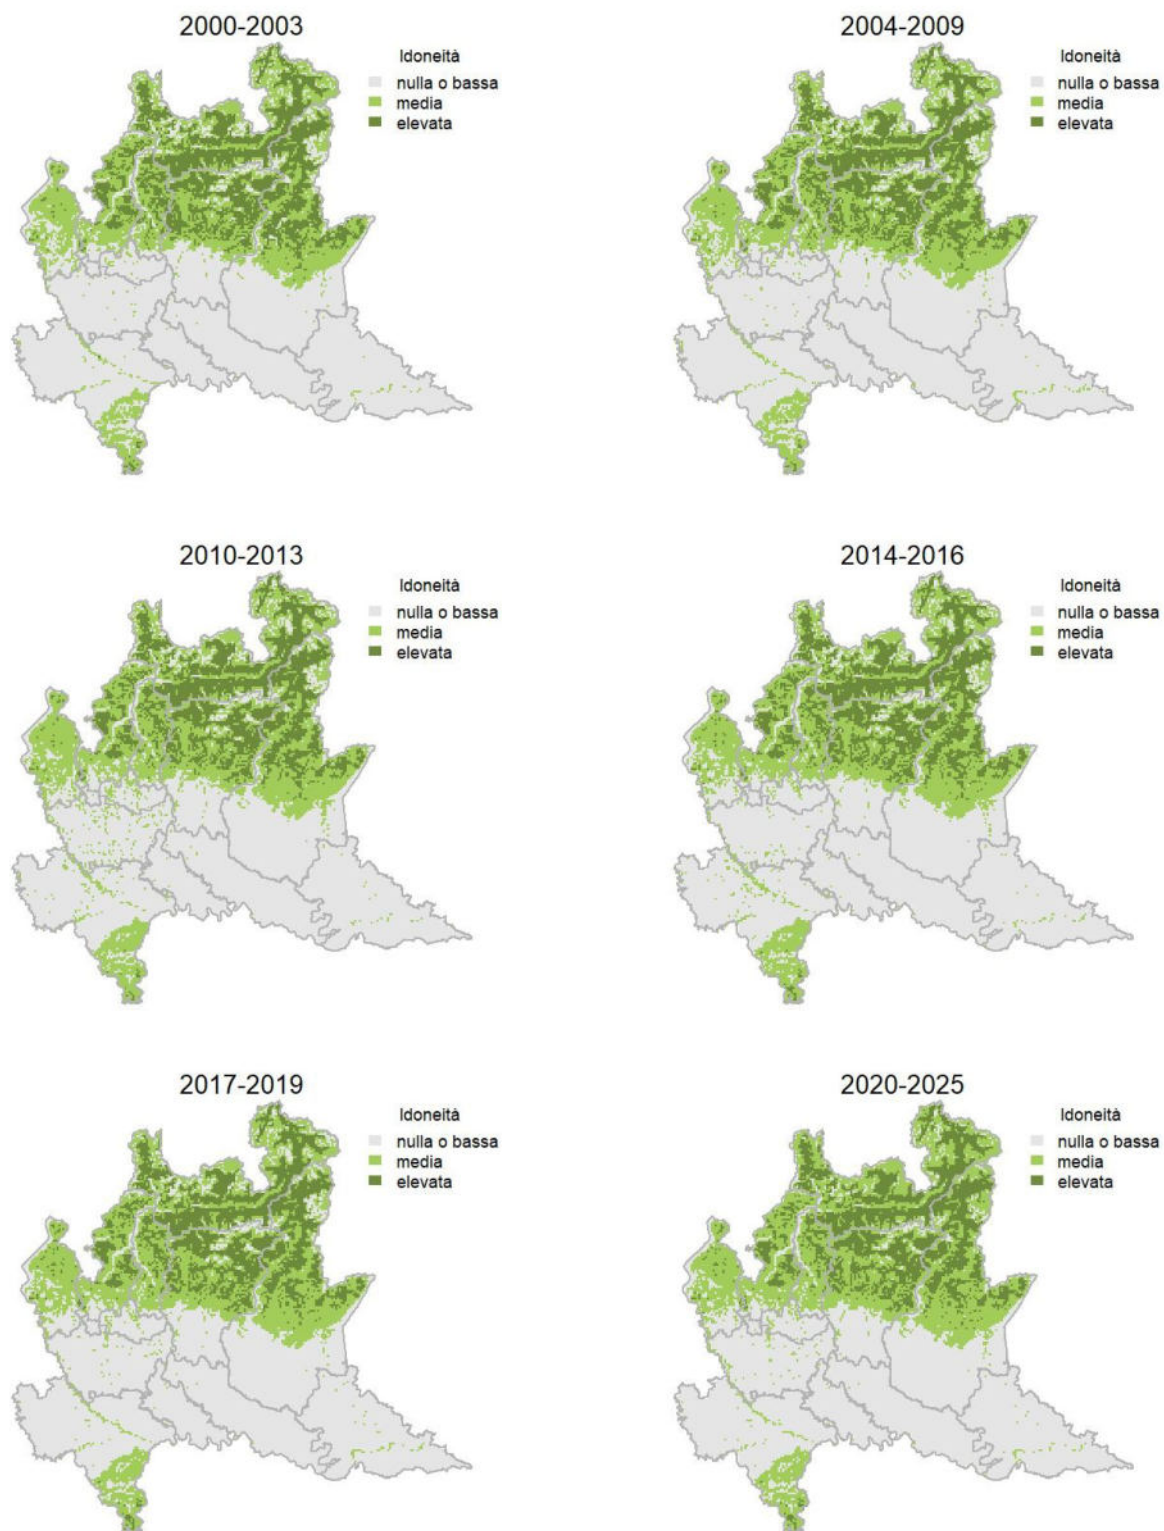 2000-2003
Idoneità
nulla o bassa
media
elevata
2004-2009
Idoneità
nulla o bassa
media
elevata
2010-2013
Idoneità
nulla o bassa
media
elevata
2014-2016
Idoneità
nulla o bassa
media
elevata
2017-2019
Idoneità
nulla o bassa
media
elevata
2020-2025
Idoneità
nulla o bassa
media
elevata